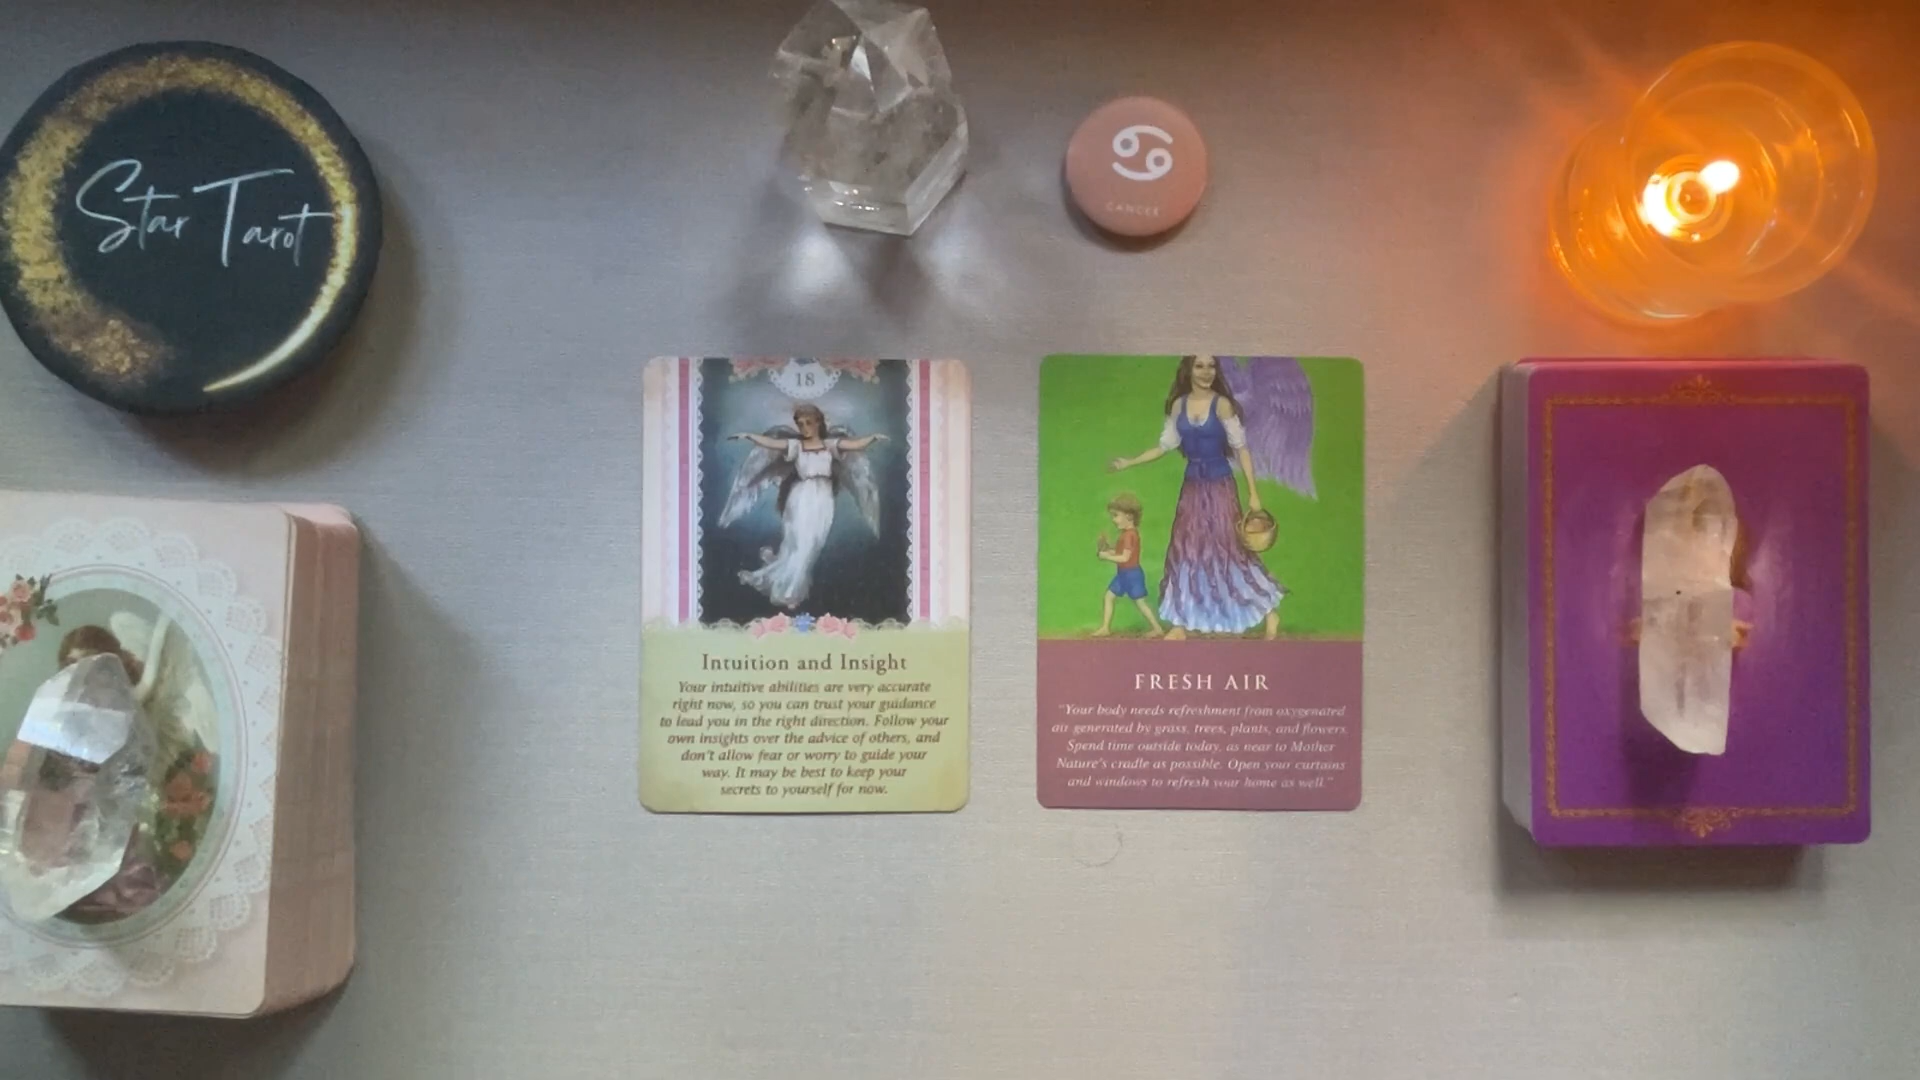 Star Tarot
CANCER
18
Intuition and Insight
Your intuitive abilities are very accurate
right now, so you can trust your guidance
to lead you in the right direction. Follow your
own insights over the advice of others, and
don't allow fear or worry to guide your
way. It may be best to keep your
secrets to yourself for now.
FRESH AIR
"Your body needs refreshment from oxygenated
air generated by grass, trees, plants, and flowers.
Spend time outside today, as near to Mother
Nature's cradle as possible. Open your curtains
and windows to refresh your home as well."